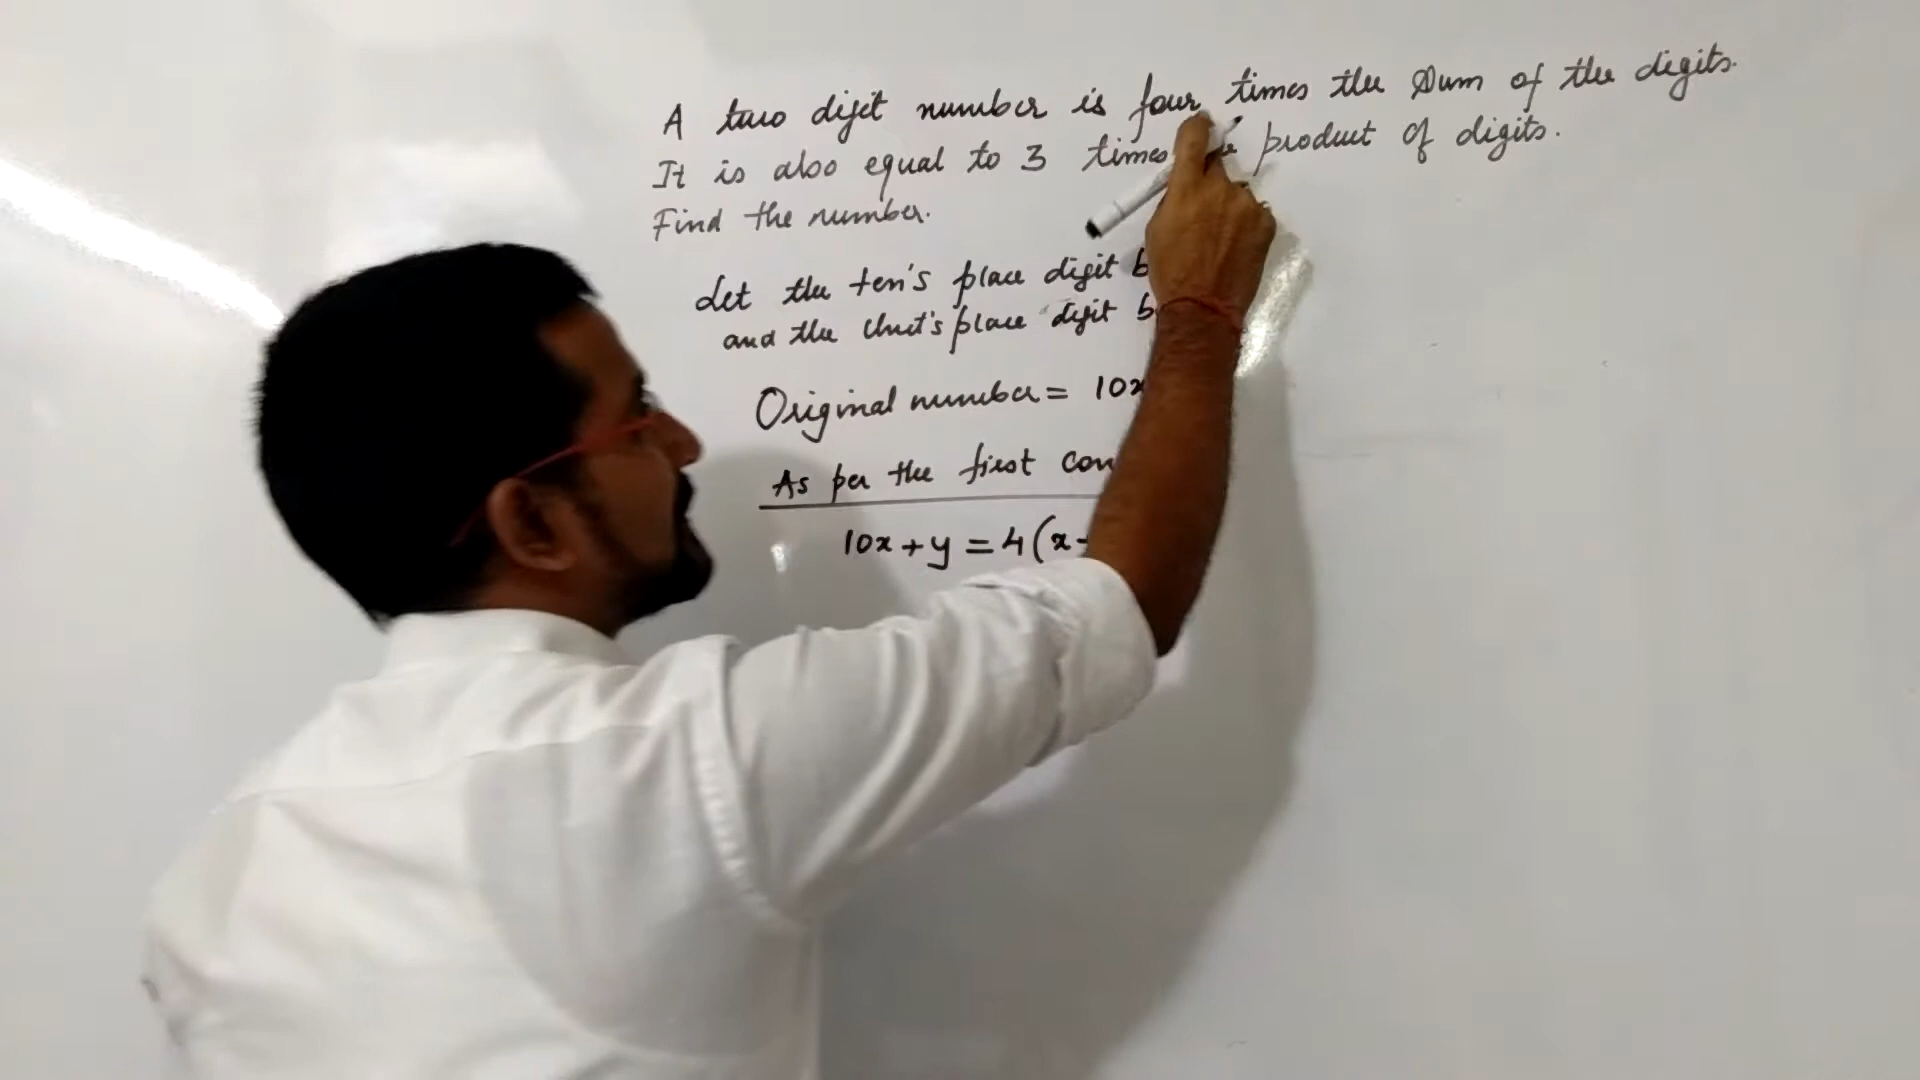 A two digit number is four times the sum of the digits.
It is also equal to 3 times product of digits.
Find the number.
Let the ten's place digit b
and the Unit's place digit b
Original number = 10x
As per the first con
10x + y = 4 (x